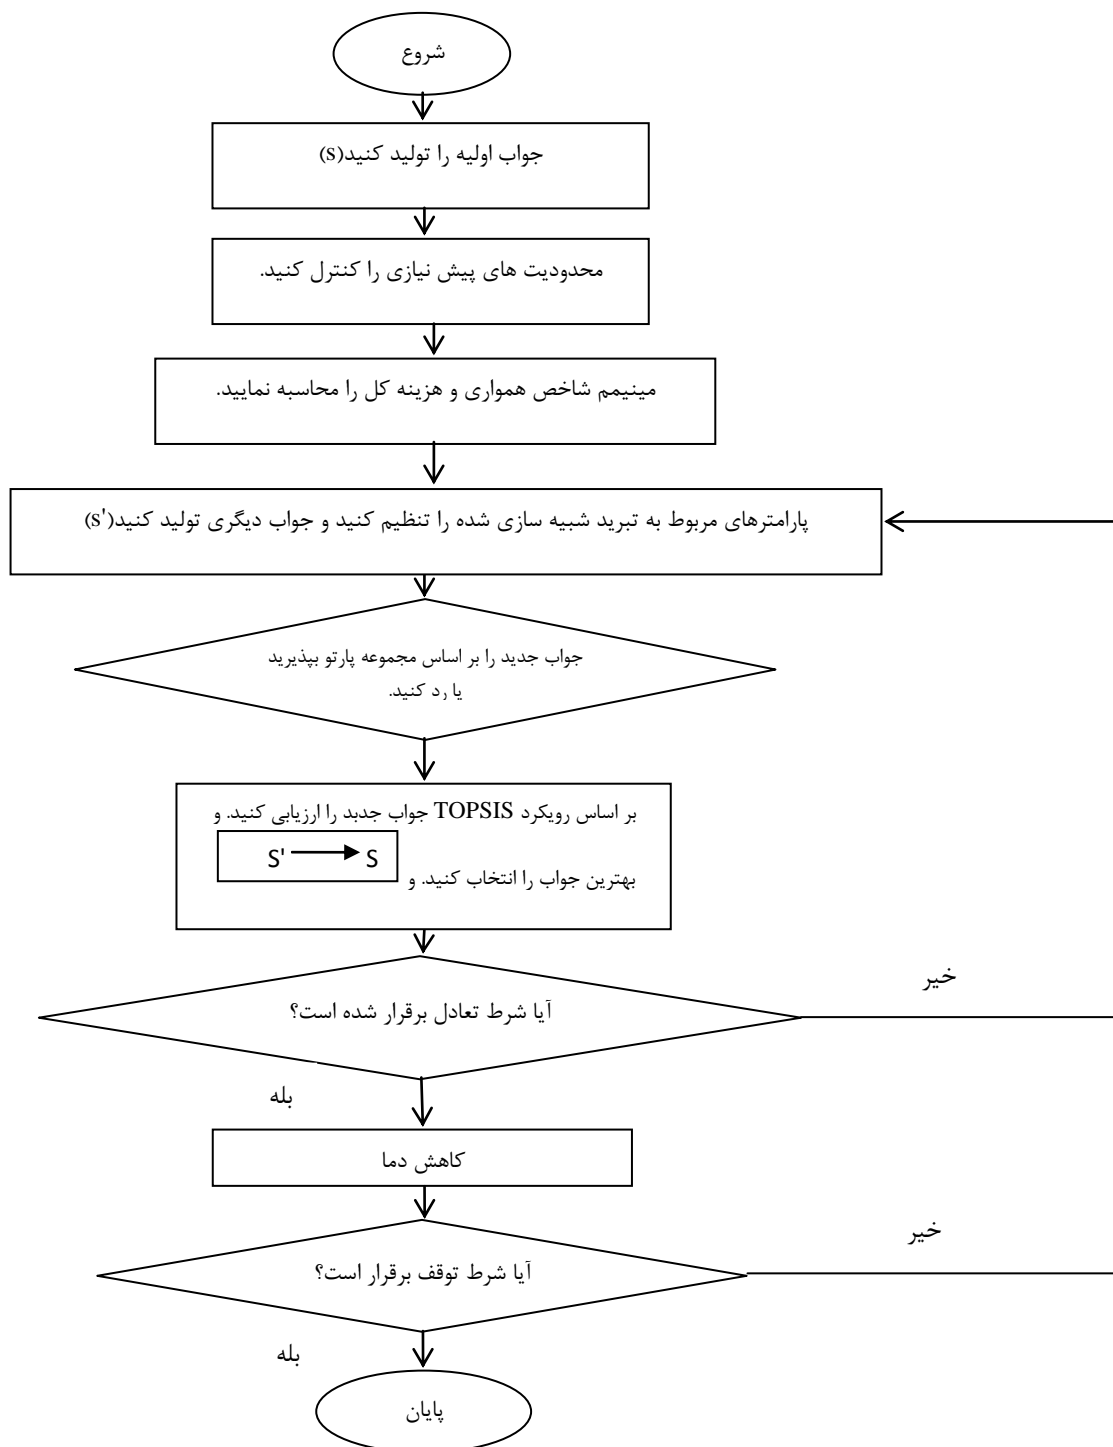 شروع
جواب اولیه را تولید کنید(s)
محدودیت های پیش نیازی را کنترل کنید.
مینیمم شاخص همواری و هزینه کل را محاسبه نمایید.
پارامترهای مربوط به تبرید شبیه سازی شده را تنظیم کنید و جواب دیگری تولید کنید(s')
جواب جدید را بر اساس مجموعه پارتو بپذیرید
یا رد کنید.
بر اساس رویکرد TOPSIS جواب جدبد را ارزیابی کنید. و
S' → S
بهترین جواب را انتخاب کنید. و
آیا شرط تعادل برقرار شده است؟
خیر
بله
کاهش دما
آیا شرط توقف برقرار است؟
خیر
بله
پایان